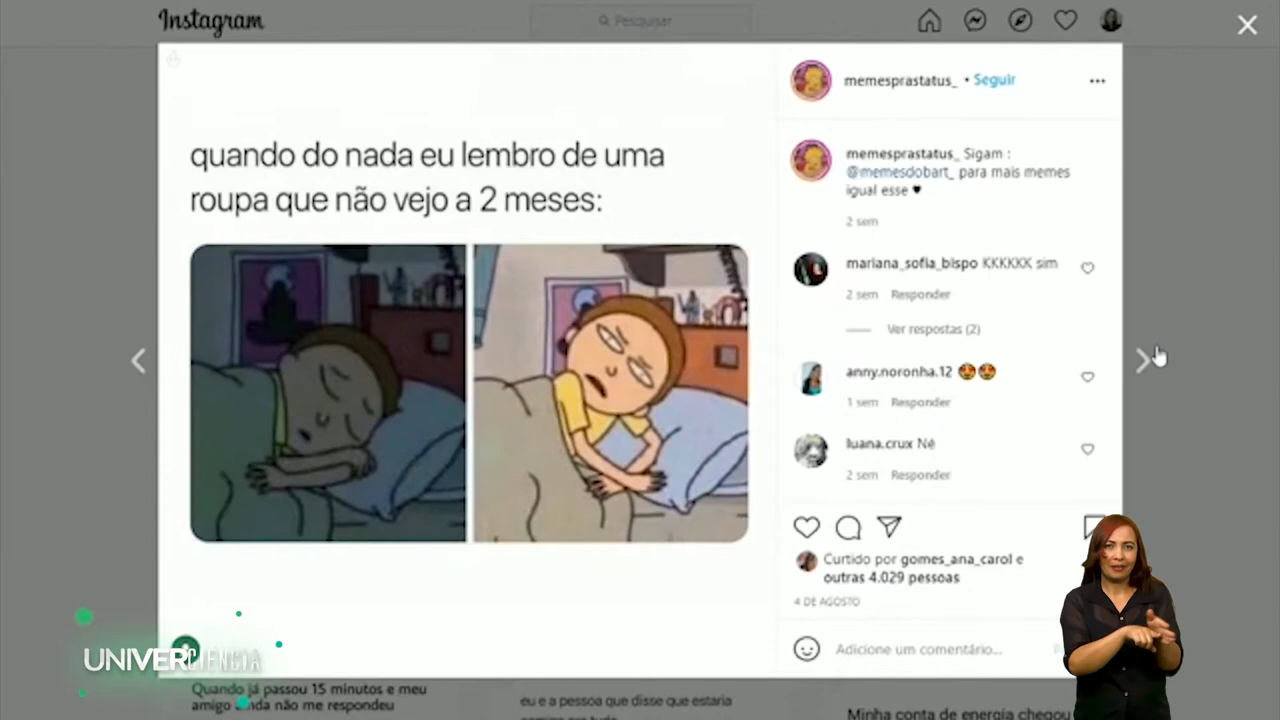 Instagram
Pesquisar
quando do nada eu lembro de uma
roupa que não vejo a 2 meses:
memesprastatus_ • Seguir
memesprastatus_ Sigam :
@memesdobart_ para mais memes
igual esse ♥
2 sem
mariana_sofia_bispo KKKKKK sim
2 sem Responder
Ver respostas (2)
anny.noronha.12 😍😍
1 sem Responder
luana.crux Né
2 sem Responder
Curtido por gomes_ana_carol e
outras 4.029 pessoas
4 DE AGOSTO
Adicione um comentário...
UNIVERCIÊNCIA
Quando já passou 15 minutos e meu
amigo ainda não me respondeu
eu e a pessoa que disse que estaria
Minha conta de energia chegou